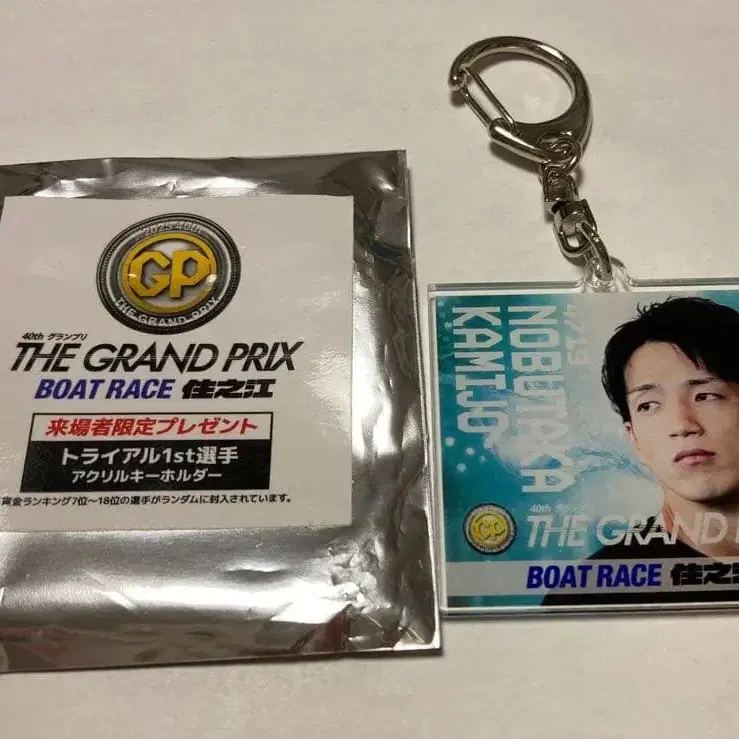 2025 40th
GP
THE GRAND PRIX
40th グランプリ
THE GRAND PRIX
BOAT RACE 住之江
来場者限定プレゼント
トライアル1st選手
アクリルキーホルダー
賞金ランキング7位〜18位の選手がランダムに封入されています。
4719
NOBUTAKA
KAMIJO
GP
40th グランプリ
THE GRAND
BOAT RACE 住之江